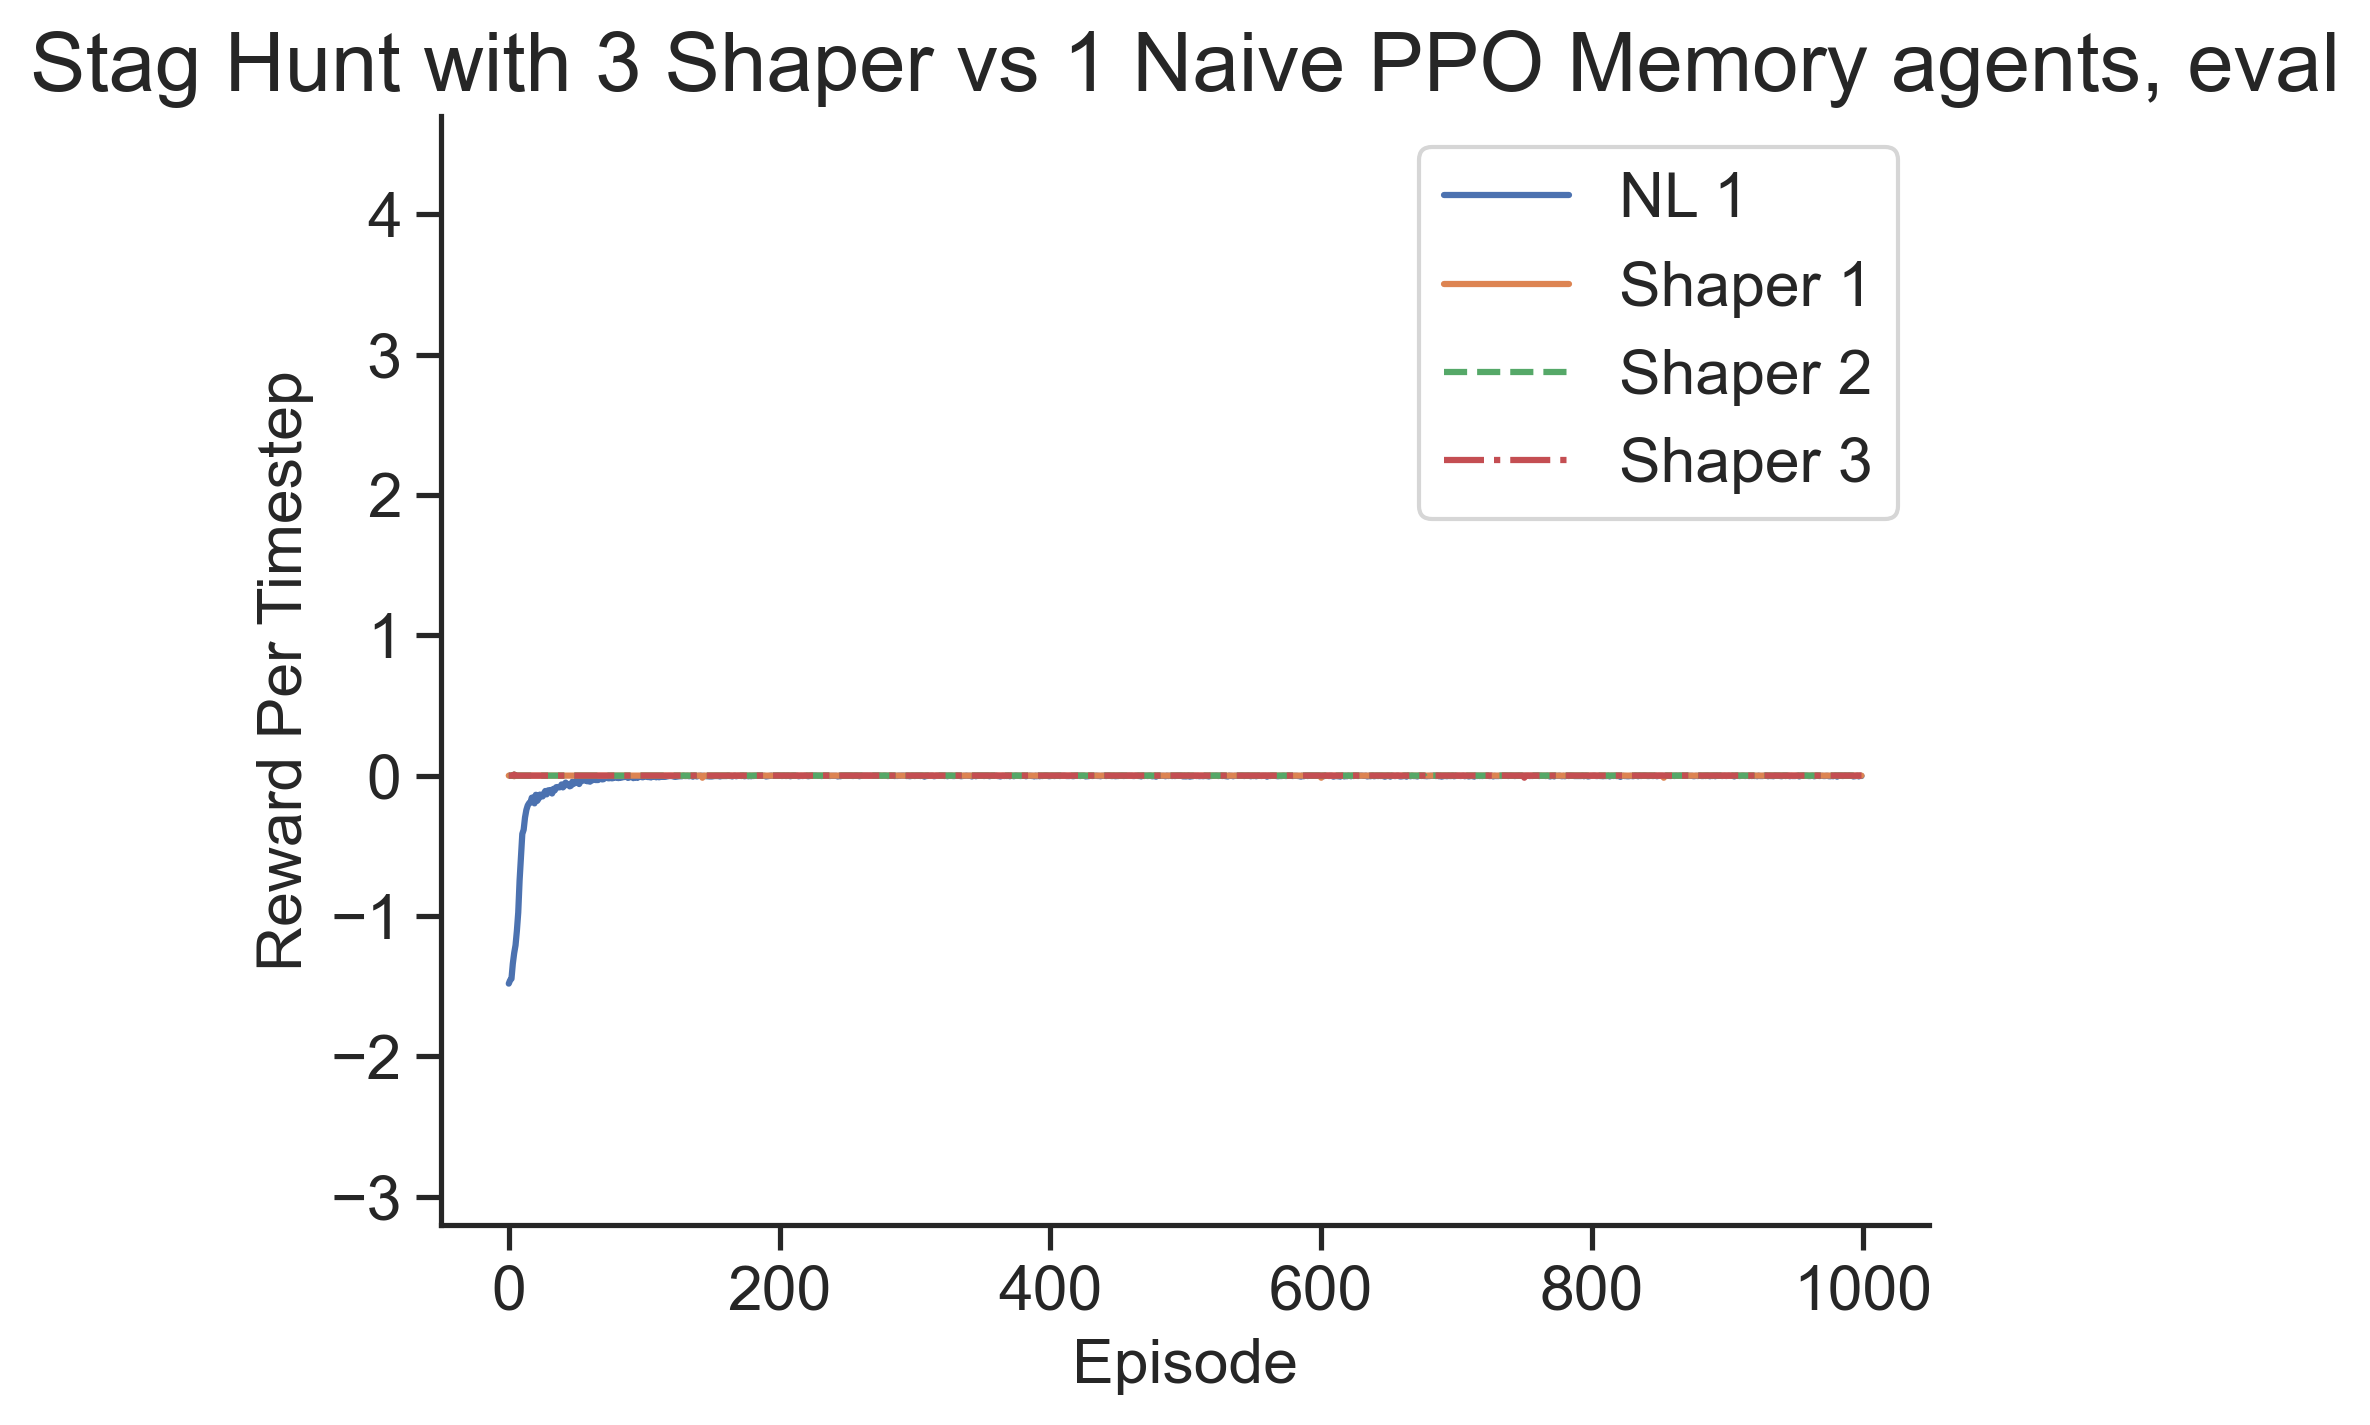 Stag Hunt with 3 Shaper vs 1 Naive PPO Memory agents, eval
NL 1
Shaper 1
Shaper 2
Shaper 3
Reward Per Timestep
4
3
2
1
0
−1
−2
−3
0 200 400 600 800 1000
Episode